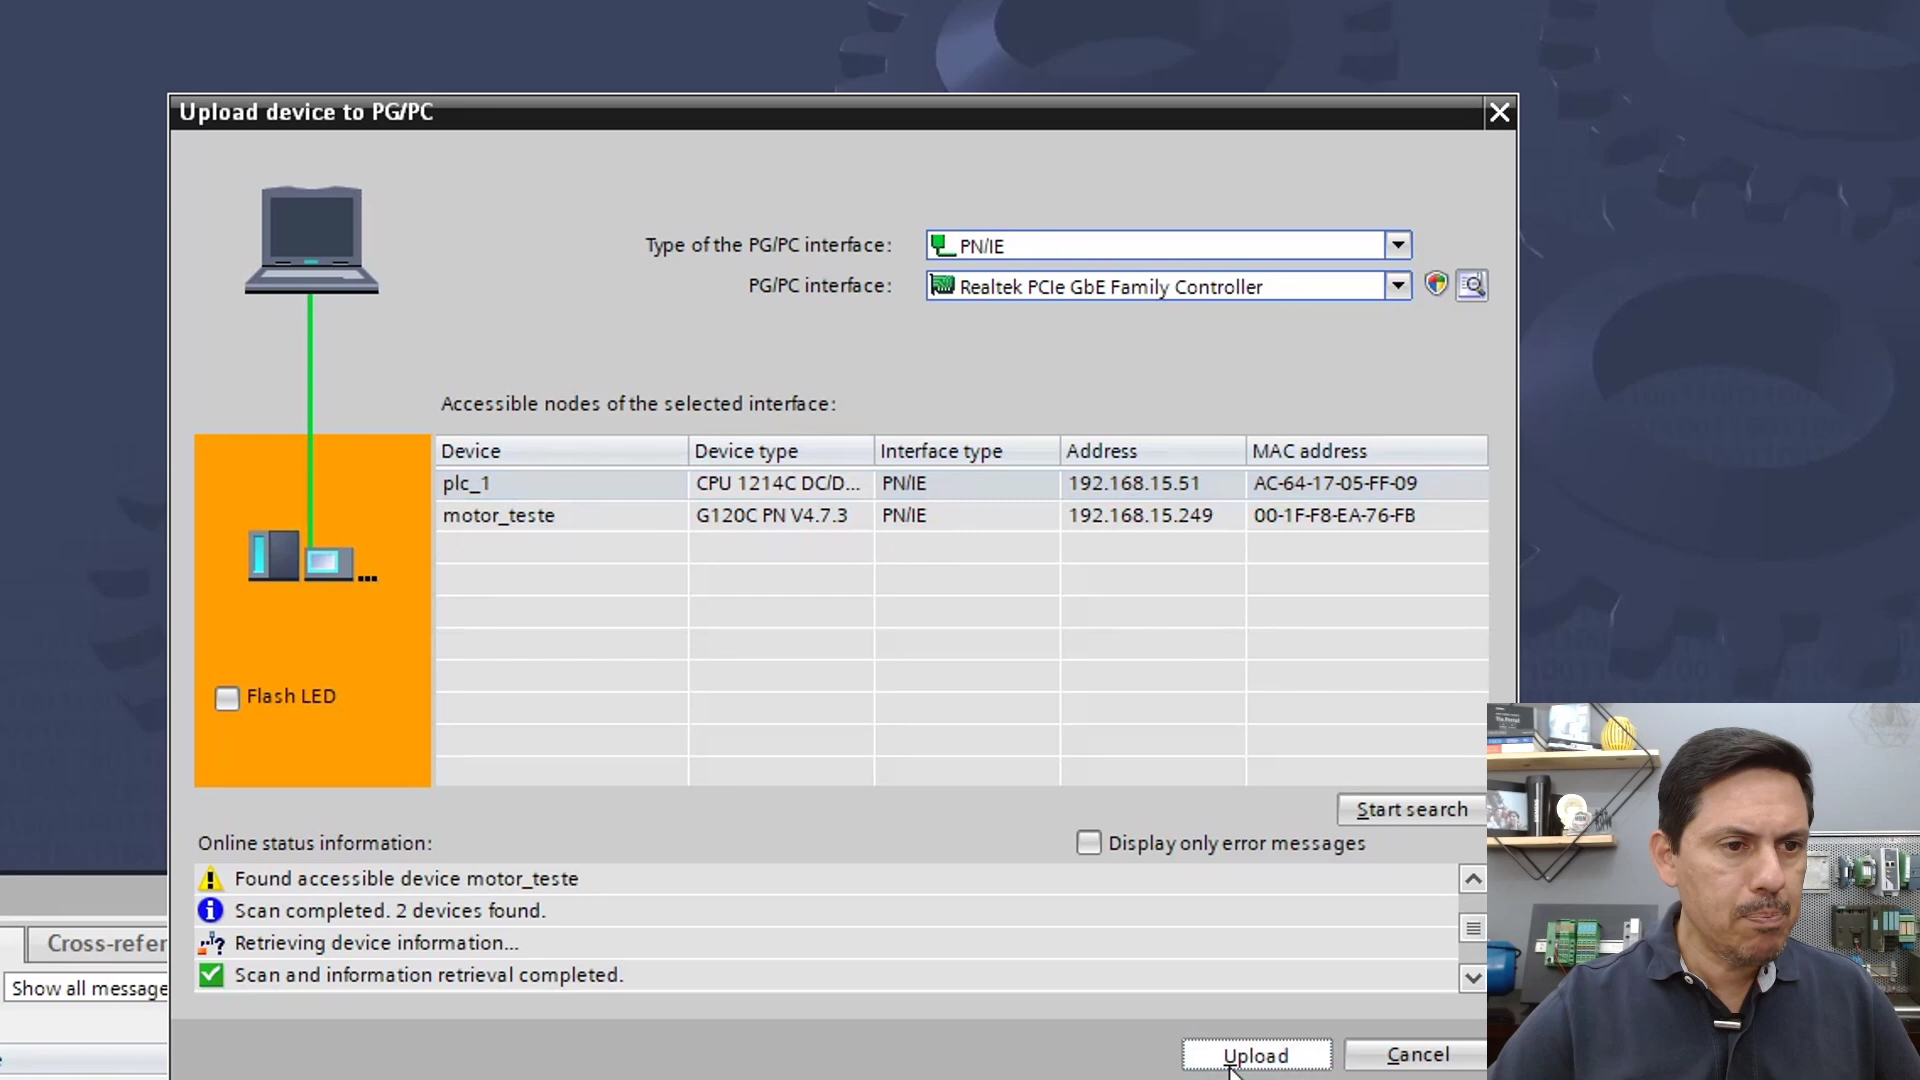 Upload device to PG/PC
Type of the PG/PC interface: PN/IE
PG/PC interface: Realtek PCIe GbE Family Controller
Accessible nodes of the selected interface:
Device Device type Interface type Address MAC address
plc_1 CPU 1214C DC/D... PN/IE 192.168.15.51 AC-64-17-05-FF-09
motor_teste G120C PN V4.7.3 PN/IE 192.168.15.249 00-1F-F8-EA-76-FB
Flash LED
Start search
Online status information: Display only error messages
Found accessible device motor_teste
Scan completed. 2 devices found.
Retrieving device information...
Scan and information retrieval completed.
Cross-refer
Show all message
Upload Cancel